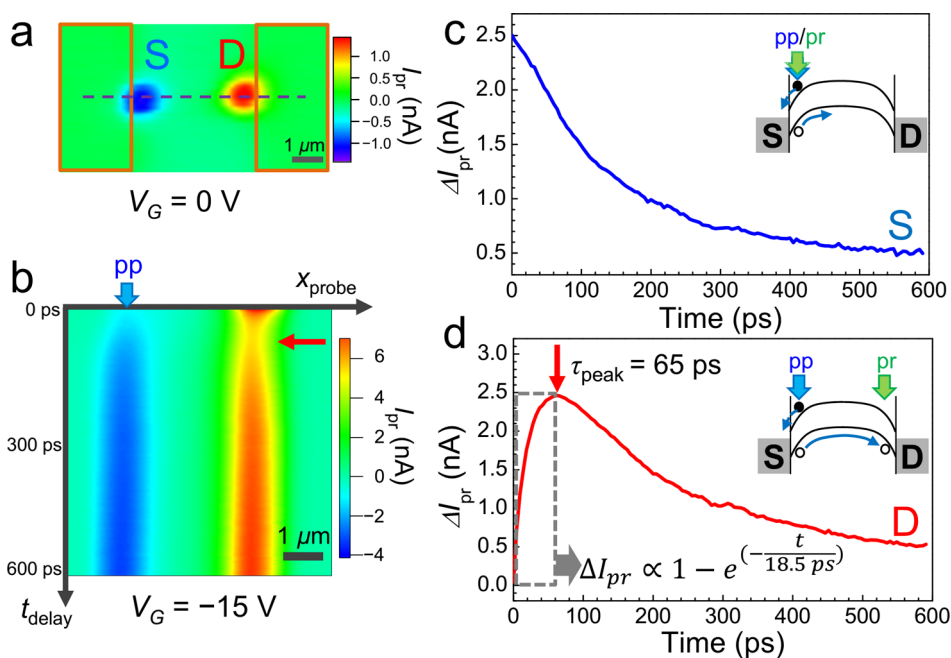 a
S
D
1.0
0.5
0.0
−0.5
−1.0
I_pr (nA)
1 μm
V_G = 0 V
b
pp
x_probe
0 ps
300 ps
600 ps
t_delay
6
4
2
0
−2
−4
I_pr (nA)
1 μm
V_G = −15 V
c
2.5
2.0
1.5
1.0
0.5
ΔI_pr (nA)
pp/pr
S
D
S
0 100 200 300 400 500 600
Time (ps)
d
3.0
2.5
2.0
1.5
1.0
0.5
0.0
ΔI_pr (nA)
τ_peak = 65 ps
pp
pr
S
D
D
ΔI_pr ∝ 1 − e^(−t/18.5 ps)
0 100 200 300 400 500 600
Time (ps)